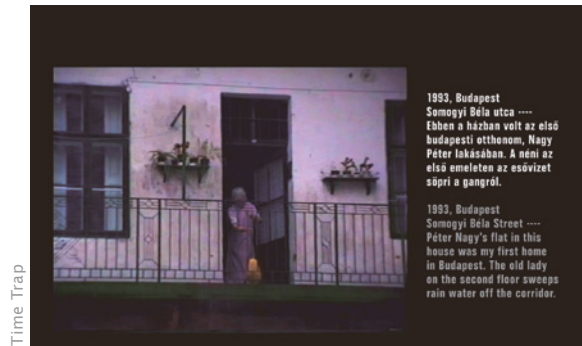 1993, Budapest
Somogyi Béla utca ----
Ebben a házban volt az első
budapesti otthonom, Nagy
Péter lakásában. A néni az
első emeleten az esővizet
söpri a gangról.
1993, Budapest
Somogyi Béla Street ----
Péter Nagy's flat in this
house was my first home
in Budapest. The old lady
on the second floor sweeps
rain water off the corridor.
Time Trap